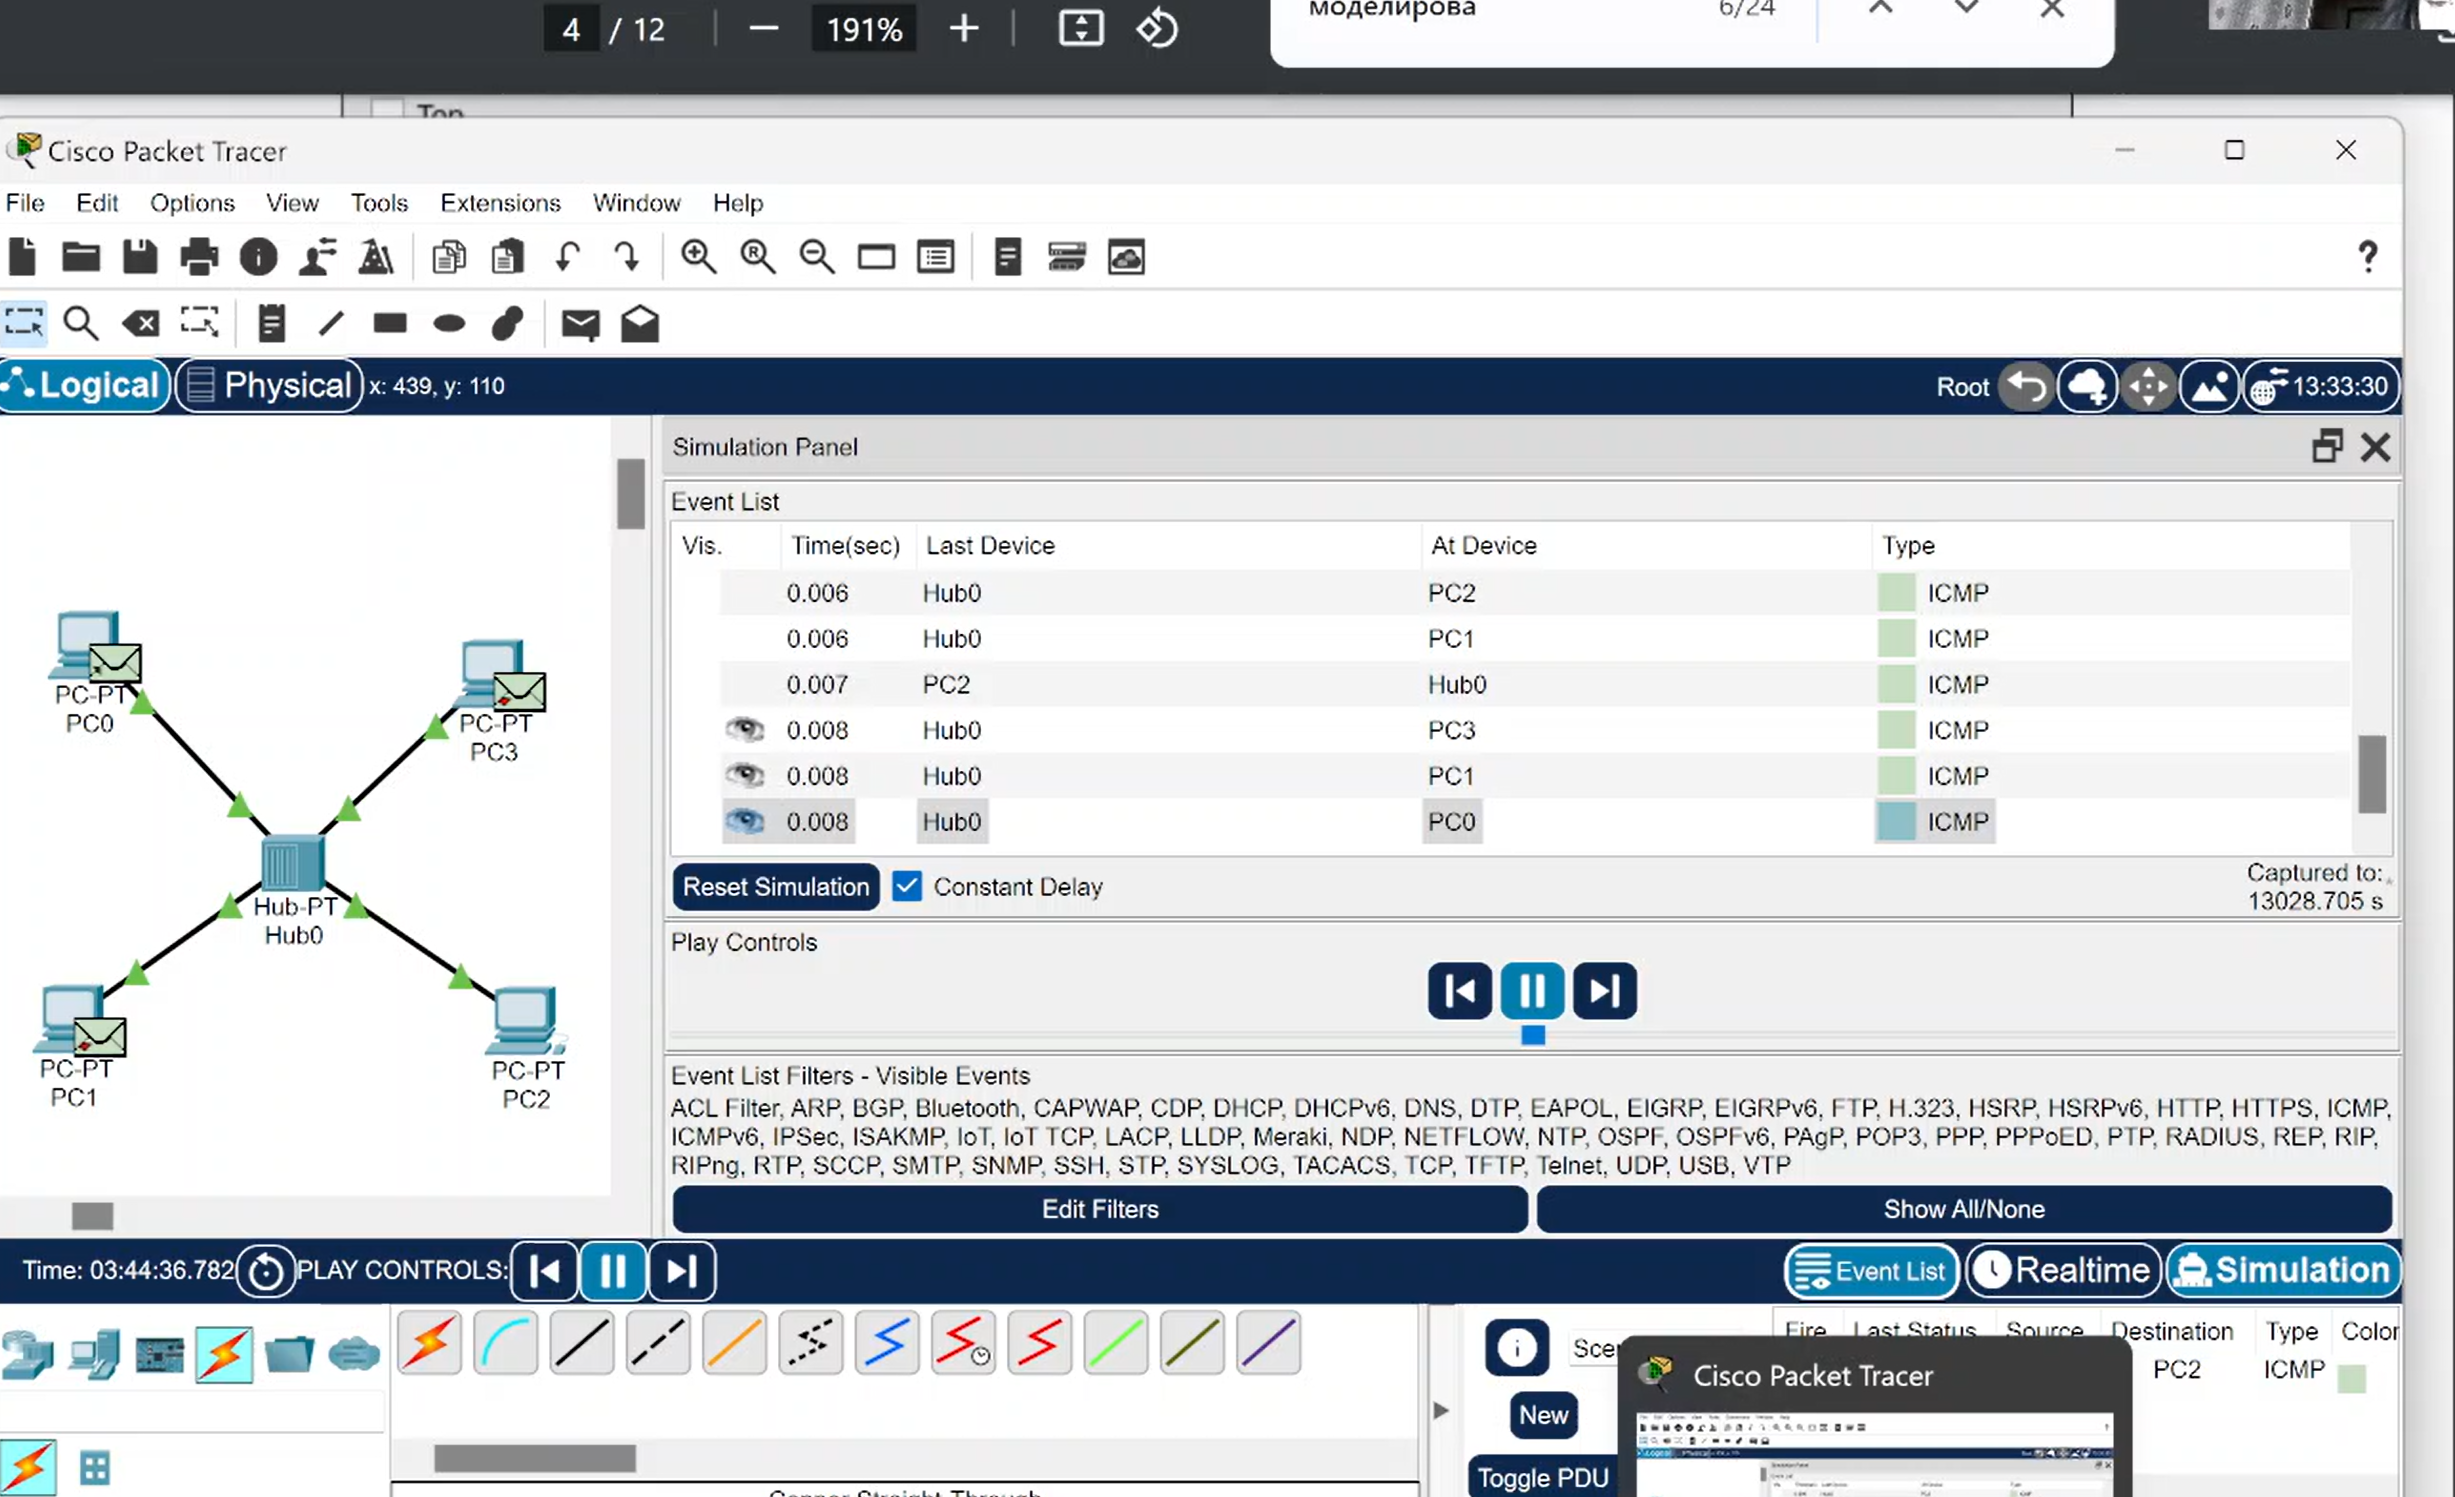 4 / 12 191% моделирова 6/24
Top
Cisco Packet Tracer
File Edit Options View Tools Extensions Window Help
?
Logical Physical x: 439, y: 110 Root 13:33:30
Simulation Panel
Event List
Vis. Time(sec) Last Device At Device Type
0.006 Hub0 PC2 ICMP
0.006 Hub0 PC1 ICMP
0.007 PC2 Hub0 ICMP
0.008 Hub0 PC3 ICMP
0.008 Hub0 PC1 ICMP
0.008 Hub0 PC0 ICMP
Reset Simulation Constant Delay Captured to:
13028.705 s
Play Controls
Event List Filters - Visible Events
ACL Filter, ARP, BGP, Bluetooth, CAPWAP, CDP, DHCP, DHCPv6, DNS, DTP, EAPOL, EIGRP, EIGRPv6, FTP, H.323, HSRP, HSRPv6, HTTP, HTTPS, ICMP,
ICMPv6, IPSec, ISAKMP, IoT, IoT TCP, LACP, LLDP, Meraki, NDP, NETFLOW, NTP, OSPF, OSPFv6, PAgP, POP3, PPP, PPPoED, PTP, RADIUS, REP, RIP,
RIPng, RTP, SCCP, SMTP, SNMP, SSH, STP, SYSLOG, TACACS, TCP, TFTP, Telnet, UDP, USB, VTP
Edit Filters Show All/None
PC-PT
PC0
PC-PT
PC3
Hub-PT
Hub0
PC-PT
PC1
PC-PT
PC2
Time: 03:44:36.782 PLAY CONTROLS: Event List Realtime Simulation
Fire Last Status Source Destination Type Color
PC2 ICMP
Cisco Packet Tracer
New
Toggle PDU
Copper Straight-Through